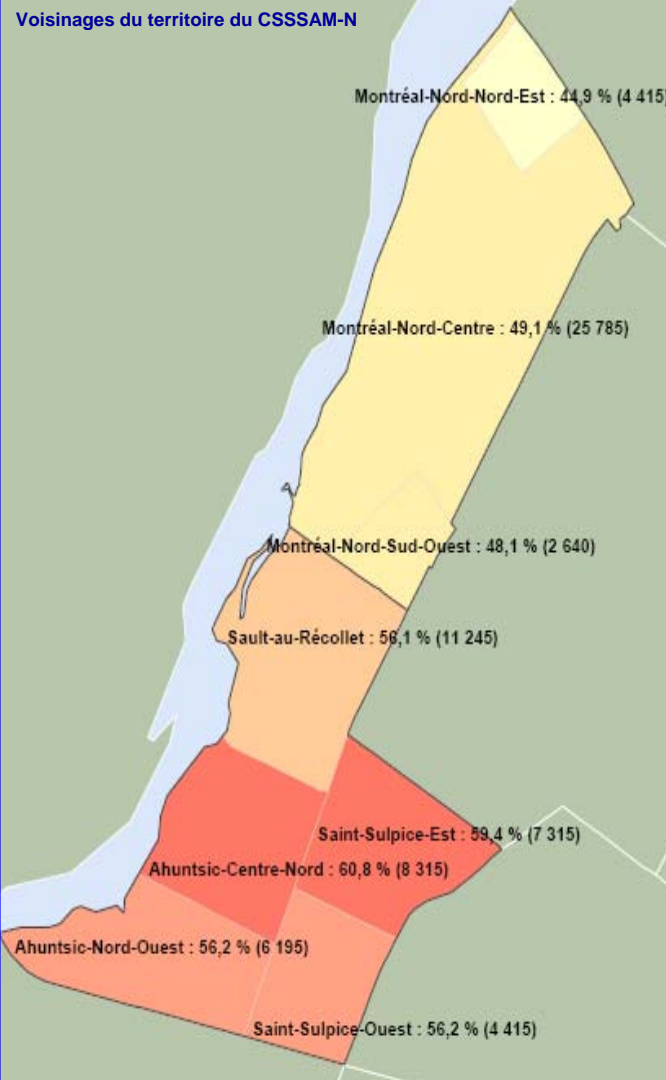 Voisinages du territoire du CSSSAM-N
Montréal-Nord-Nord-Est : 44,9 % (4 415)
Montréal-Nord-Centre : 49,1 % (25 785)
Montréal-Nord-Sud-Ouest : 48,1 % (2 640)
Sault-au-Récollet : 56,1 % (11 245)
Saint-Sulpice-Est : 59,4 % (7 315)
Ahuntsic-Centre-Nord : 60,8 % (8 315)
Ahuntsic-Nord-Ouest : 56,2 % (6 195)
Saint-Sulpice-Ouest : 56,2 % (4 415)